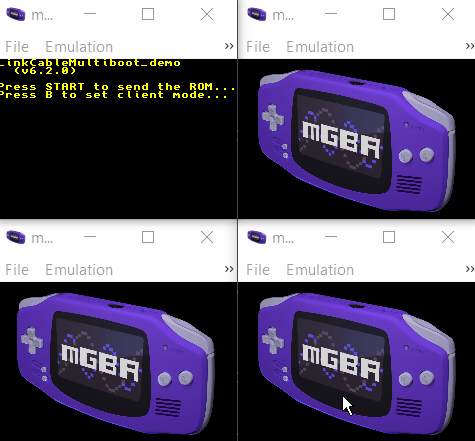 m...
File Emulation »
_inkCableMultiboot_demo
(v6.2.0)
Press START to send the ROM...
Press B to set client mode...
m...
File Emulation »
mGBA
m...
File Emulation »
mGBA
m...
File Emulation »
mGBA